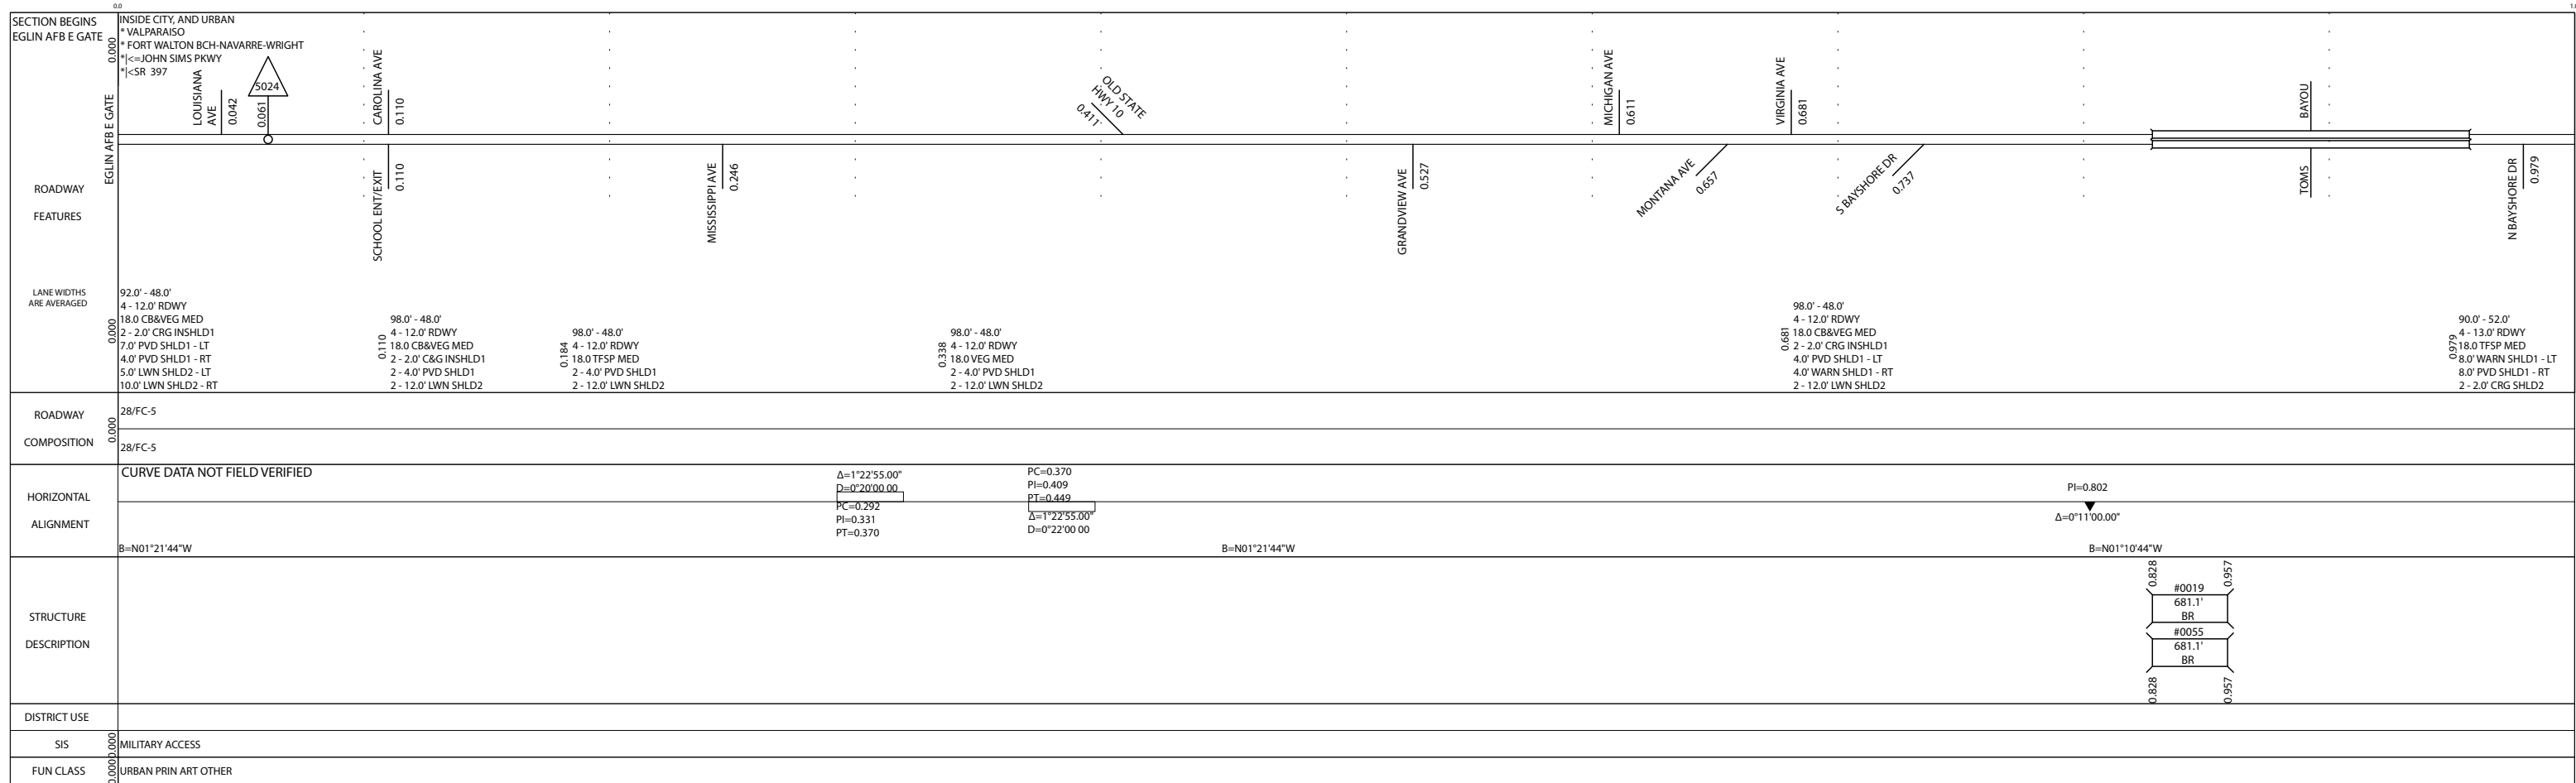 0.0
1.0
SECTION BEGINS
EGLIN AFB E GATE
0.000
INSIDE CITY, AND URBAN
* VALPARAISO
* FORT WALTON BCH-NAVARRE-WRIGHT
*|<=JOHN SIMS PKWY
*|<SR 397
EGLIN AFB E GATE
LOUISIANA
AVE
0.042
5024
0.061
CAROLINA AVE
0.110
OLD STATE
HWY 10
0.411
MICHIGAN AVE
0.611
VIRGINIA AVE
0.681
BAYOU
ROADWAY
FEATURES
SCHOOL ENT/EXIT
0.110
MISSISSIPPI AVE
0.246
GRANDVIEW AVE
0.527
MONTANA AVE
0.657
S BAYSHORE DR
0.737
TOMS
N BAYSHORE DR
0.979
LANE WIDTHS
ARE AVERAGED
0.000
92.0' - 48.0'
4 - 12.0' RDWY
18.0 CB&VEG MED
2 - 2.0' CRG INSHLD1
7.0' PVD SHLD1 - LT
4.0' PVD SHLD1 - RT
5.0' LWN SHLD2 - LT
10.0' LWN SHLD2 - RT
0.110
98.0' - 48.0'
4 - 12.0' RDWY
18.0 CB&VEG MED
2 - 2.0' C&G INSHLD1
2 - 4.0' PVD SHLD1
2 - 12.0' LWN SHLD2
0.184
98.0' - 48.0'
4 - 12.0' RDWY
18.0 TFSP MED
2 - 4.0' PVD SHLD1
2 - 12.0' LWN SHLD2
0.338
98.0' - 48.0'
4 - 12.0' RDWY
18.0 VEG MED
2 - 4.0' PVD SHLD1
2 - 12.0' LWN SHLD2
0.681
98.0' - 48.0'
4 - 12.0' RDWY
18.0 CB&VEG MED
2 - 2.0' CRG INSHLD1
4.0' PVD SHLD1 - LT
4.0' WARN SHLD1 - RT
2 - 12.0' LWN SHLD2
0.979
90.0' - 52.0'
4 - 13.0' RDWY
18.0 TFSP MED
8.0' WARN SHLD1 - LT
8.0' PVD SHLD1 - RT
2 - 2.0' CRG SHLD2
ROADWAY
COMPOSITION
0.000
28/FC-5
28/FC-5
HORIZONTAL
ALIGNMENT
CURVE DATA NOT FIELD VERIFIED
Δ=1°22'55.00"
D=0°20'00 00
PC=0.292
PI=0.331
PT=0.370
PC=0.370
PI=0.409
PT=0.449
Δ=1°22'55.00"
D=0°22'00 00
PI=0.802
Δ=0°11'00.00"
B=N01°21'44"W
B=N01°21'44"W
B=N01°10'44"W
STRUCTURE
DESCRIPTION
0.828
0.957
#0019
681.1'
BR
#0055
681.1'
BR
0.828
0.957
DISTRICT USE
SIS
0.000
MILITARY ACCESS
FUN CLASS
0.000
URBAN PRIN ART OTHER